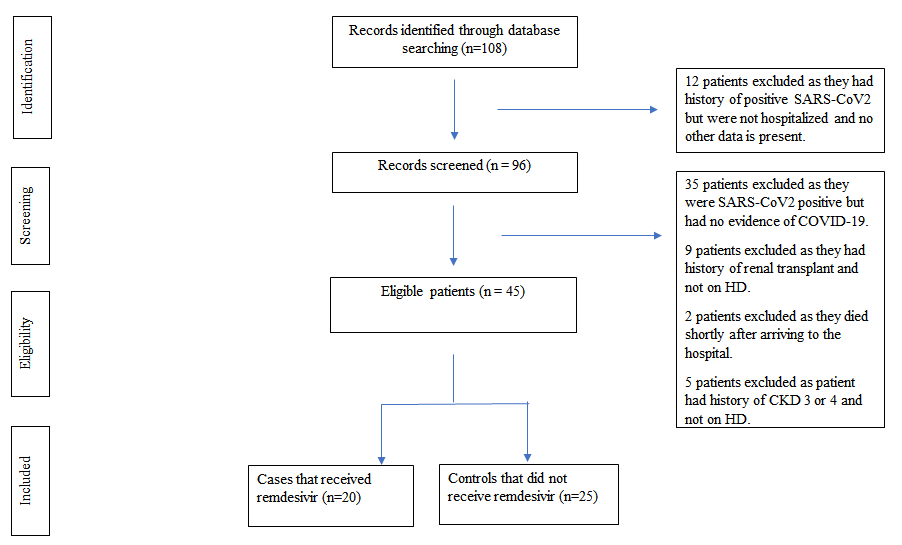 Identification
Records identified through database
searching (n=108)
12 patients excluded as they had
history of positive SARS-CoV2
but were not hospitalized and no
other data is present.
Screening
Records screened (n = 96)
35 patients excluded as they
were SARS-CoV2 positive but
had no evidence of COVID-19.
9 patients excluded as they had
history of renal transplant and
not on HD.
2 patients excluded as they died
shortly after arriving to the
hospital.
5 patients excluded as patient
had history of CKD 3 or 4 and
not on HD.
Eligibility
Eligible patients (n = 45)
Included
Cases that received
remdesivir (n=20)
Controls that did not
receive remdesivir (n=25)